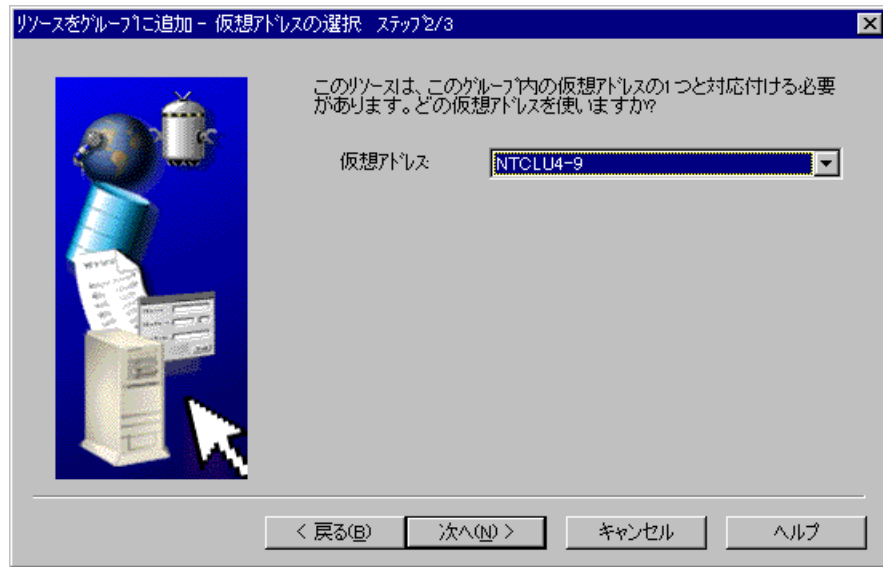 リソースをグループに追加 - 仮想アドレスの選択 ステップ2/3
このリソースは、このグループ内の仮想アドレスの1つと対応付ける必要
があります。どの仮想アドレスを使いますか?
仮想アドレス:
NTCLU4-9
< 戻る(B)
次へ(N) >
キャンセル
ヘルプ